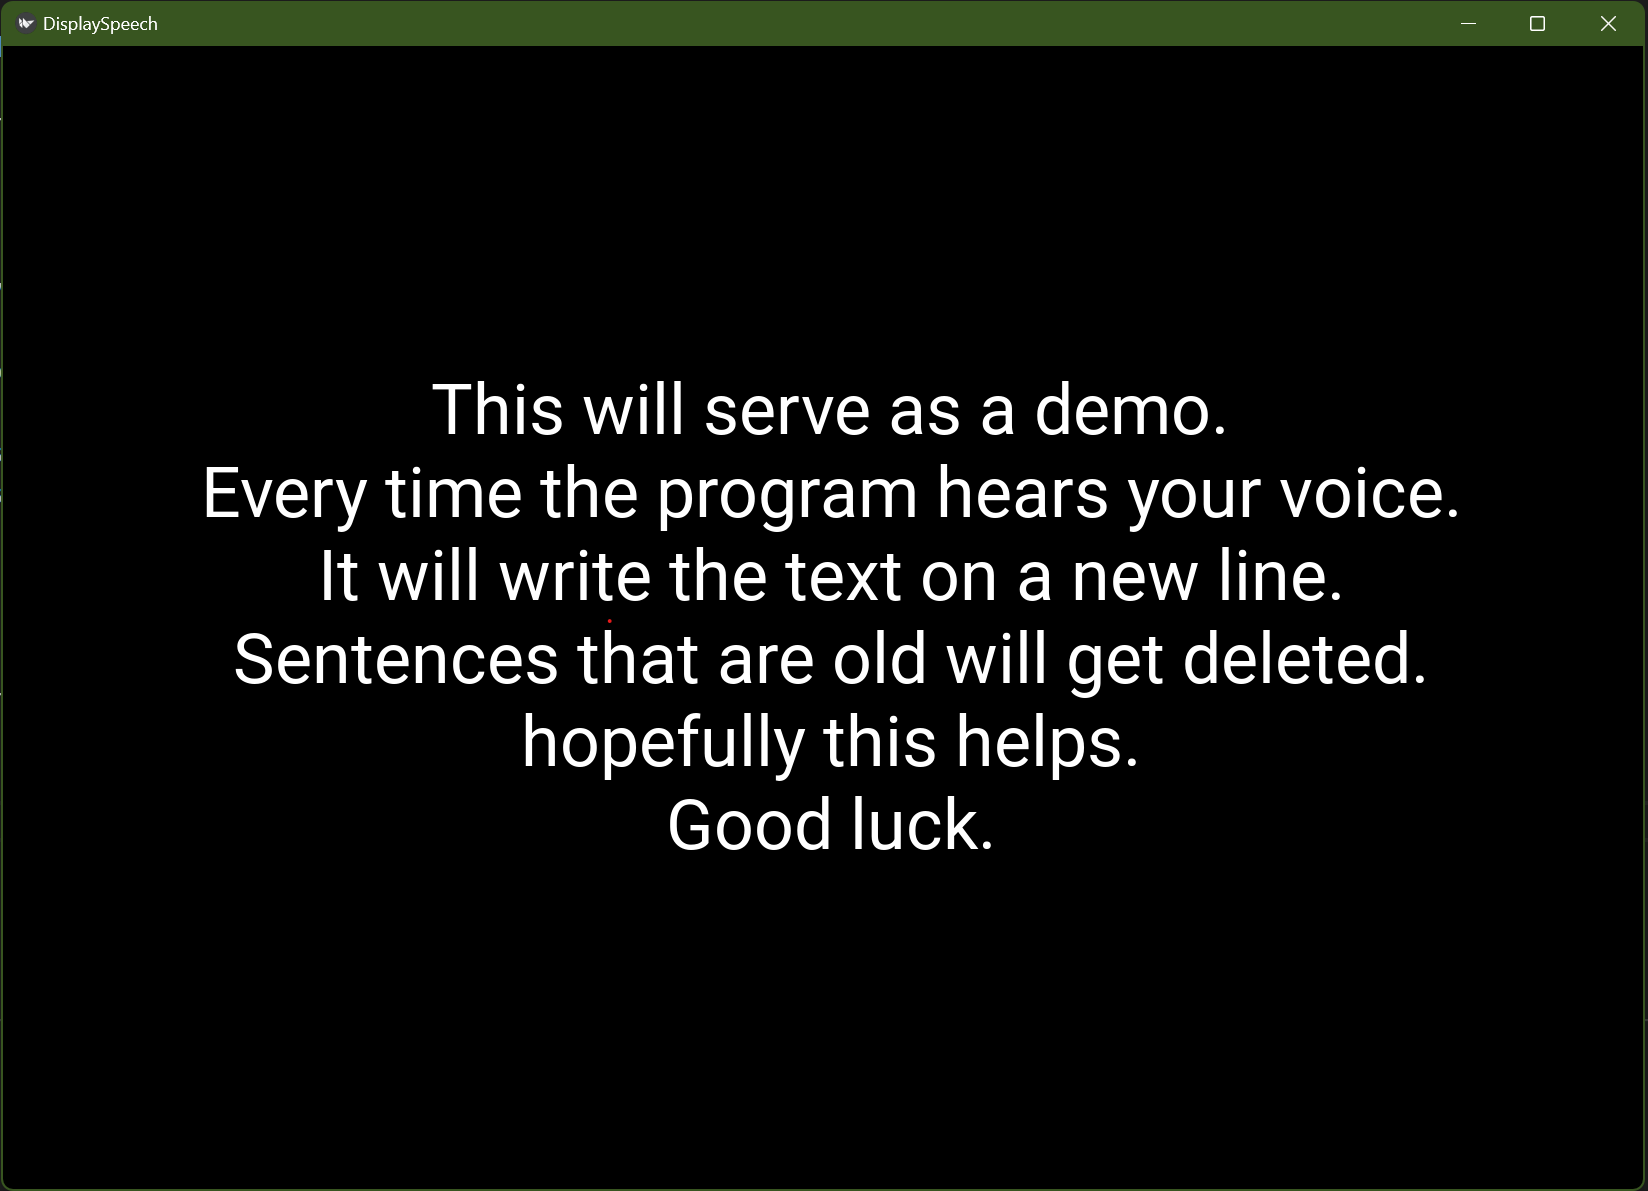 DisplaySpeech
This will serve as a demo.
Every time the program hears your voice.
It will write the text on a new line.
Sentences that are old will get deleted.
hopefully this helps.
Good luck.